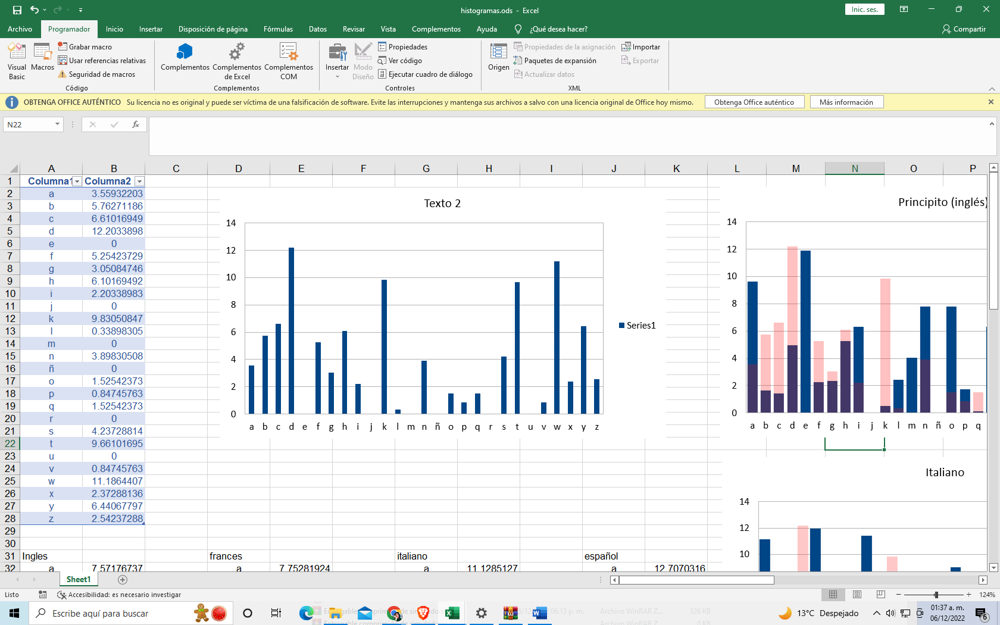 histogramas.ods - Excel
Inic. ses.
Archivo Programador Inicio Insertar Disposición de página Fórmulas Datos Revisar Vista Complementos Ayuda ¿Qué desea hacer? Compartir
Visual Basic
Macros
Grabar macro
Usar referencias relativas
Seguridad de macros
Código
Complementos
Complementos de Excel
Complementos COM
Complementos
Insertar
Modo Diseño
Propiedades
Ver código
Ejecutar cuadro de diálogo
Controles
Origen
Propiedades de la asignación
Paquetes de expansión
Actualizar datos
Importar
Exportar
XML
OBTENGA OFFICE AUTÉNTICO Su licencia no es original y puede ser víctima de una falsificación de software. Evite las interrupciones y mantenga sus archivos a salvo con una licencia original de Office hoy mismo. Obtenga Office auténtico Más información
N22 fx
A B C D E F G H I J K L M N O P
1 Columna1 Columna2
2 a 3.55932203
3 b 5.76271186
4 c 6.61016949
5 d 12.2033898
6 e 0
7 f 5.25423729
8 g 3.05084746
9 h 6.10169492
10 i 2.20338983
11 j 0
12 k 9.83050847
13 l 0.33898305
14 m 0
15 n 3.89830508
16 ñ 0
17 o 1.52542373
18 p 0.84745763
19 q 1.52542373
20 r 0
21 s 4.23728814
22 t 9.66101695
23 u 0
24 v 0.84745763
25 w 11.1864407
26 x 2.37288136
27 y 6.44067797
28 z 2.54237288
29
30
31 Ingles frances italiano español
32 a 7.57176737 a 7.75281924 a 11.1285127 a 12.7070316
Texto 2
14
12
10
8
6
4
2
0
a b c d e f g h i j k l m n ñ o p q r s t u v w x y z
Series1
Principito (inglés)
14
12
10
8
6
4
2
0
a b c d e f g h i j k l m n ñ o p q
Italiano
14
12
10
Sheet1
Listo Accesibilidad: es necesario investigar 124%
Escribe aquí para buscar
06:13 p. m. Archivo WinRAR Z... 326 KB
Archivo WinRAR Z... 0 KB
13°C Despejado
01:37 a. m.
06/12/2022
6